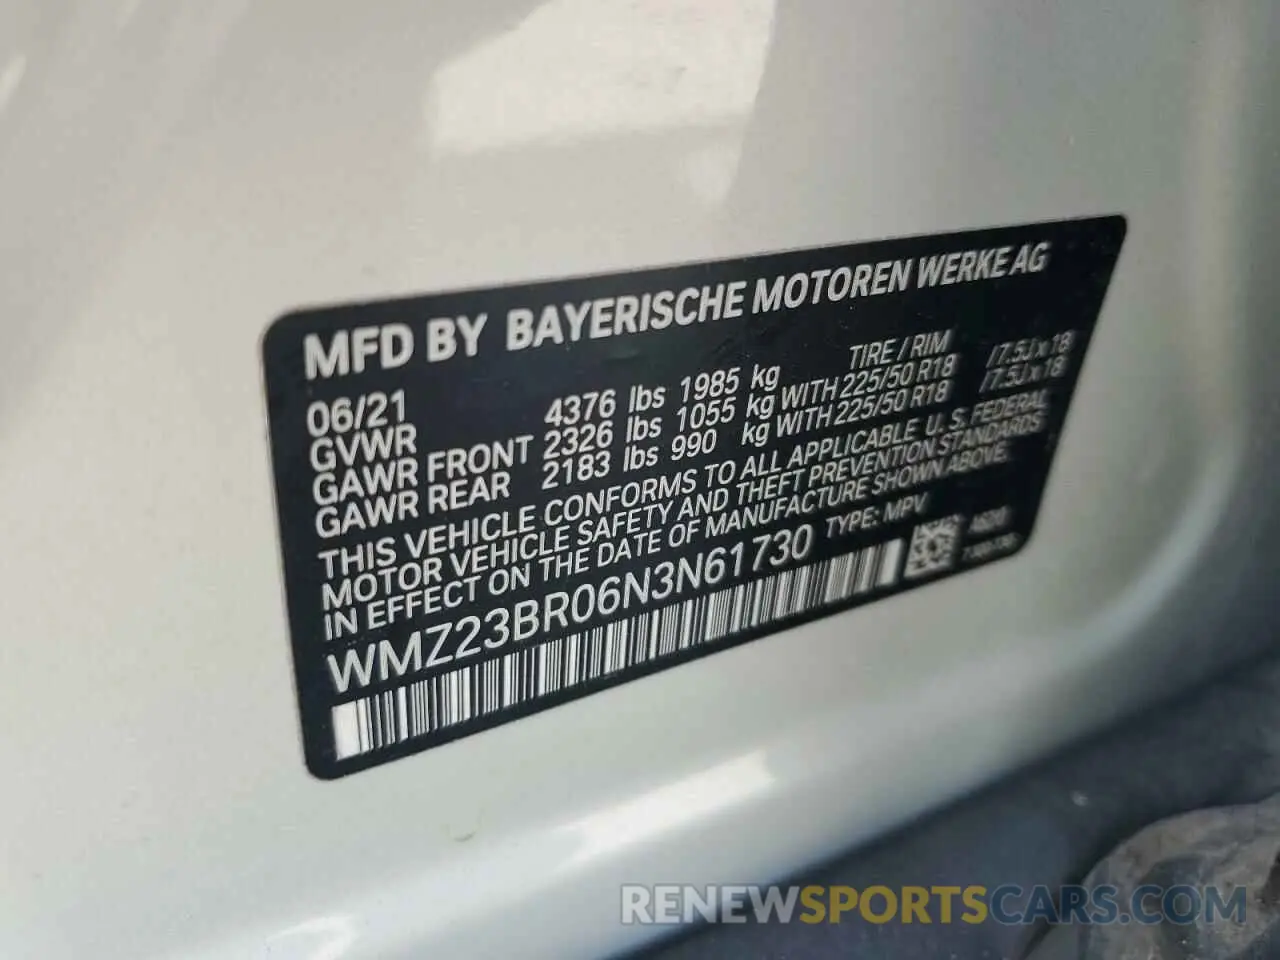 MFD BY BAYERISCHE MOTOREN WERKE AG
06/21 TIRE / RIM
GVWR 4376 lbs 1985 kg
GAWR FRONT 2326 lbs 1055 kg WITH 225/50 R18 /7.5J x 18
GAWR REAR 2183 lbs 990 kg WITH 225/50 R18 /7.5J x 18
THIS VEHICLE CONFORMS TO ALL APPLICABLE U. S. FEDERAL
MOTOR VEHICLE SAFETY AND THEFT PREVENTION STANDARDS
IN EFFECT ON THE DATE OF MANUFACTURE SHOWN ABOVE.
WMZ23BR06N3N61730 TYPE: MPV
RENEWSPORTSCARS.COM